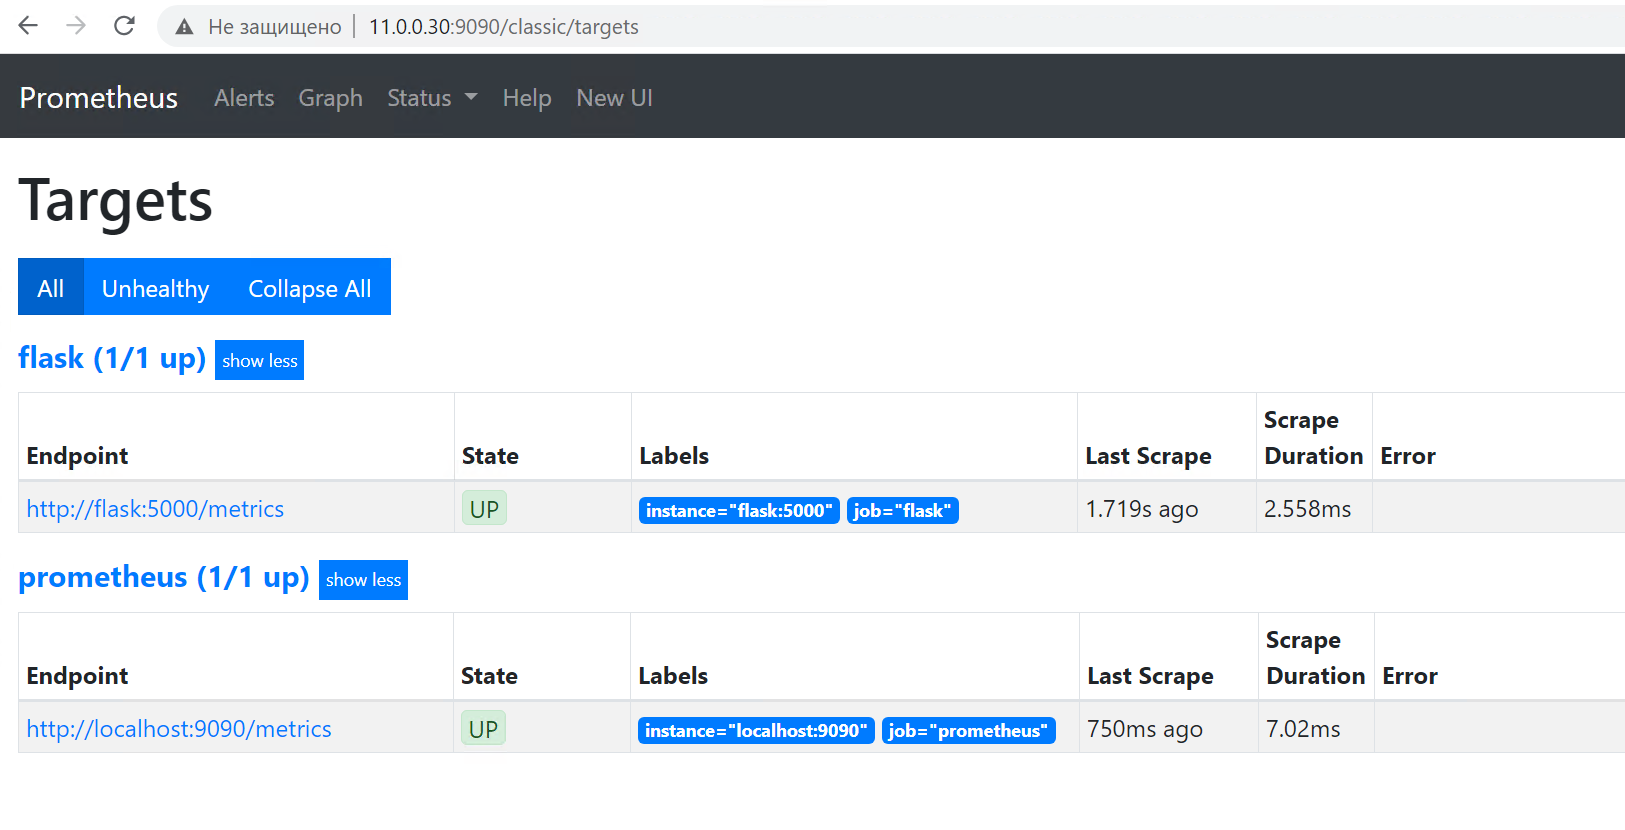 Не защищено | 11.0.0.30:9090/classic/targets
Prometheus Alerts Graph Status Help New UI
Targets
All Unhealthy Collapse All
flask (1/1 up) show less
Endpoint State Labels Last Scrape Scrape Duration Error
http://flask:5000/metrics UP instance="flask:5000" job="flask" 1.719s ago 2.558ms
prometheus (1/1 up) show less
Endpoint State Labels Last Scrape Scrape Duration Error
http://localhost:9090/metrics UP instance="localhost:9090" job="prometheus" 750ms ago 7.02ms